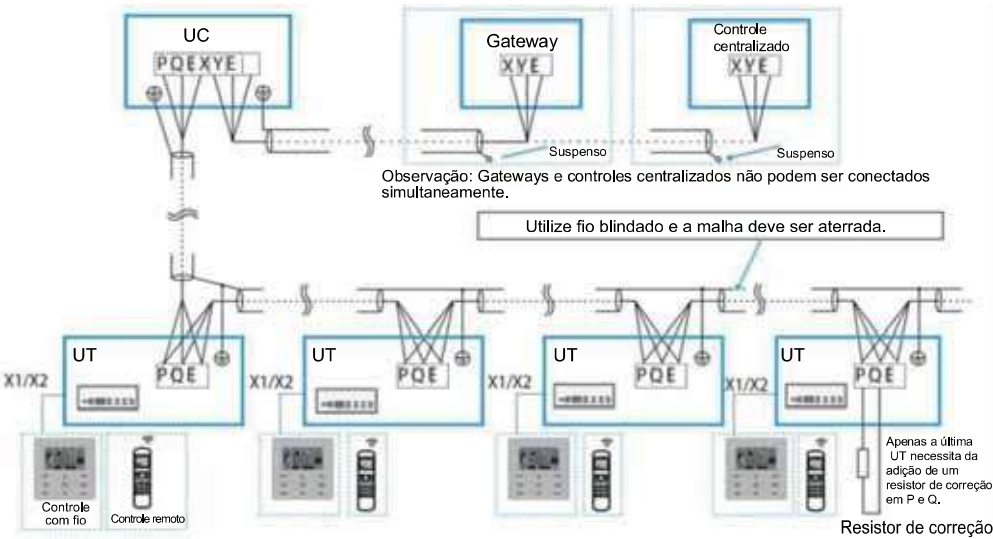 UC
PQEXYE
Gateway
XYE
Controle
centralizado
XYE
Suspenso
Suspenso
Observação: Gateways e controles centralizados não podem ser conectados
simultaneamente.
Utilize fio blindado e a malha deve ser aterrada.
UT
PQE
X1/X2
UT
PQE
X1/X2
UT
PQE
X1/X2
UT
PQE
X1/X2
Controle
com fio
Controle remoto
Apenas a última
UT necessita da
adição de um
resistor de correção
em P e Q.
Resistor de correção